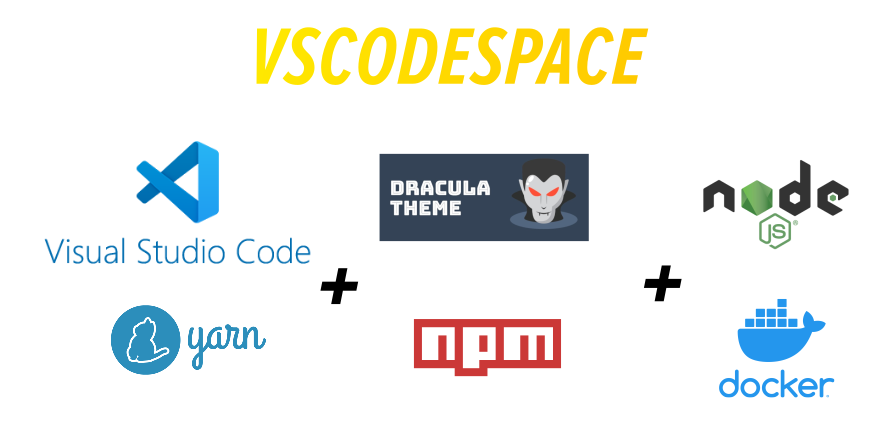 VSCODESPACE
Visual Studio Code
+
DRACULA
THEME
+
node
JS®
yarn
npm
docker